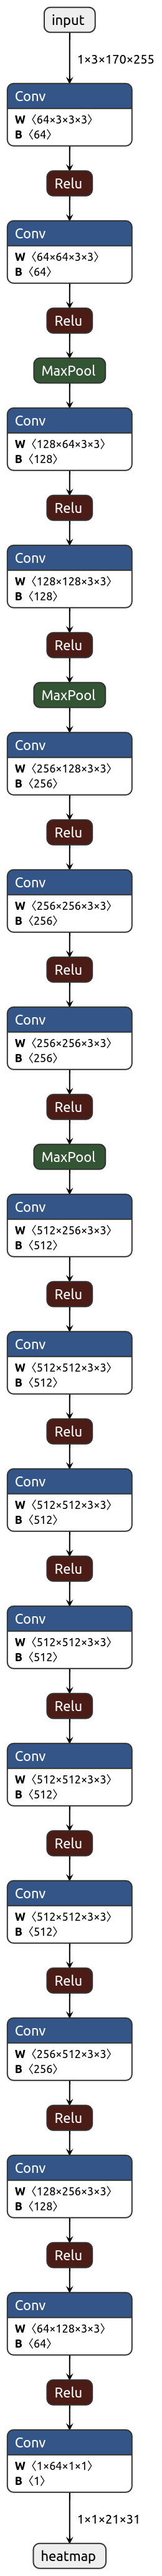 input
1×3×170×255
Conv
W ⟨64×3×3×3⟩
B ⟨64⟩
Relu
Conv
W ⟨64×64×3×3⟩
B ⟨64⟩
Relu
MaxPool
Conv
W ⟨128×64×3×3⟩
B ⟨128⟩
Relu
Conv
W ⟨128×128×3×3⟩
B ⟨128⟩
Relu
MaxPool
Conv
W ⟨256×128×3×3⟩
B ⟨256⟩
Relu
Conv
W ⟨256×256×3×3⟩
B ⟨256⟩
Relu
Conv
W ⟨256×256×3×3⟩
B ⟨256⟩
Relu
MaxPool
Conv
W ⟨512×256×3×3⟩
B ⟨512⟩
Relu
Conv
W ⟨512×512×3×3⟩
B ⟨512⟩
Relu
Conv
W ⟨512×512×3×3⟩
B ⟨512⟩
Relu
Conv
W ⟨512×512×3×3⟩
B ⟨512⟩
Relu
Conv
W ⟨512×512×3×3⟩
B ⟨512⟩
Relu
Conv
W ⟨512×512×3×3⟩
B ⟨512⟩
Relu
Conv
W ⟨256×512×3×3⟩
B ⟨256⟩
Relu
Conv
W ⟨128×256×3×3⟩
B ⟨128⟩
Relu
Conv
W ⟨64×128×3×3⟩
B ⟨64⟩
Relu
Conv
W ⟨1×64×1×1⟩
B ⟨1⟩
1×1×21×31
heatmap